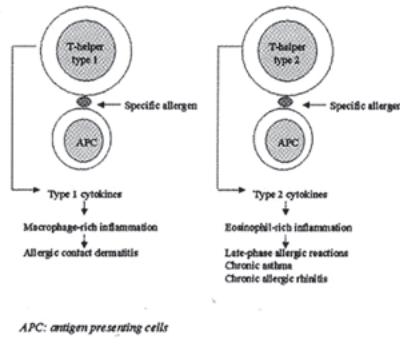 T-helper
type 1
Specific allergen
APC
Type 1 cytokines
Macrophage-rich inflammation
Allergic contact dermatitis
T-helper
type 2
Specific allergen
APC
Type 2 cytokines
Eosinophil-rich inflammation
Late-phase allergic reactions
Chronic asthma
Chronic allergic rhinitis
APC: antigen presenting cells